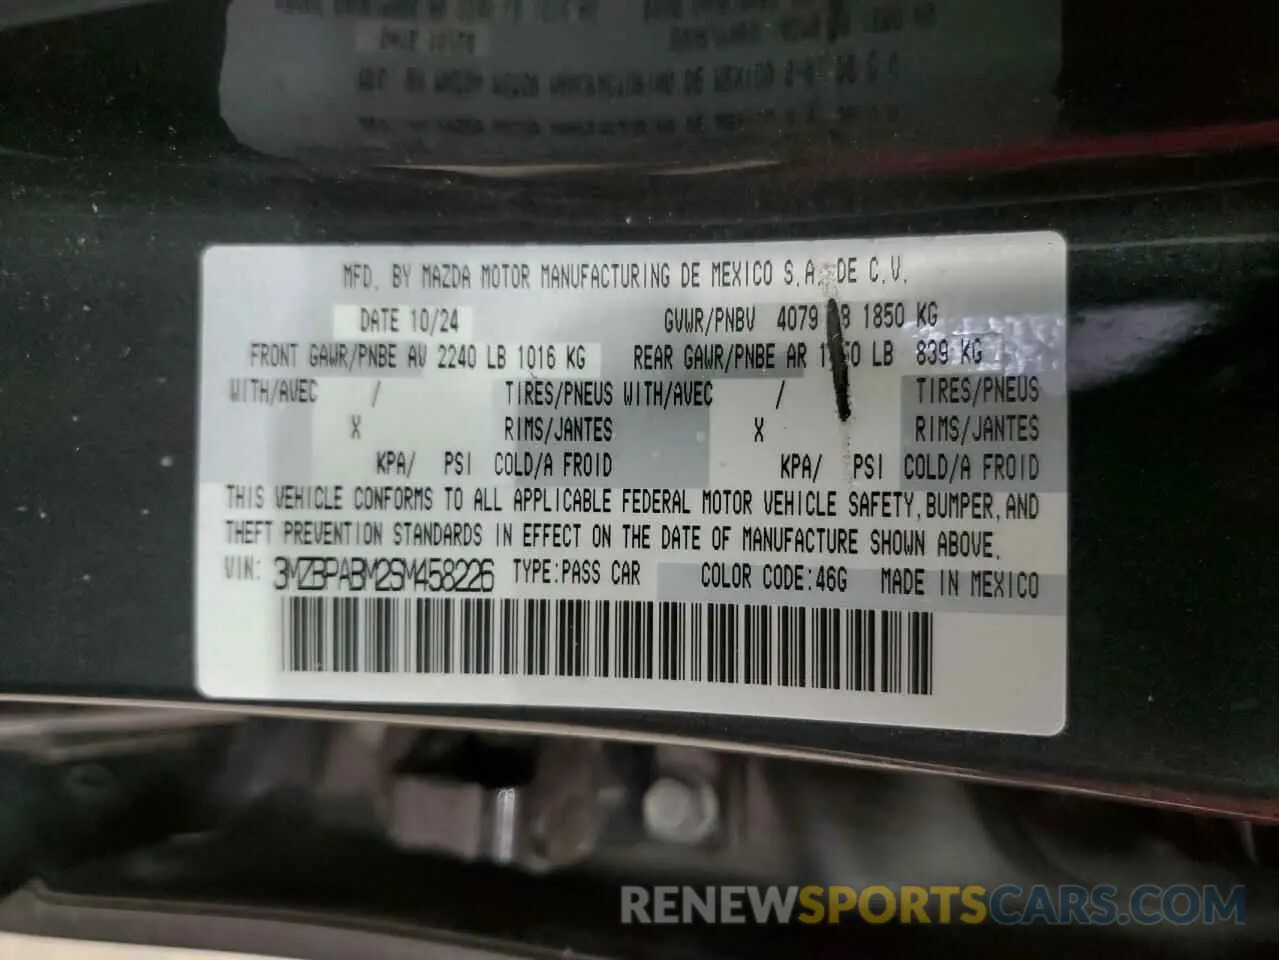 MFD. BY MAZDA MOTOR MANUFACTURING DE MEXICO S.A. DE C.V.
DATE 10/24 GVWR/PNBV 4079 1850 KG
FRONT GAWR/PNBE AV 2240 LB 1016 KG REAR GAWR/PNBE AR LB 839 KG
WITH/AVEC / TIRES/PNEUS WITH/AVEC / TIRES/PNEUS
X RIMS/JANTES X RIMS/JANTES
KPA/ PSI COLD/A FROID KPA/ PSI COLD/A FROID
THIS VEHICLE CONFORMS TO ALL APPLICABLE FEDERAL MOTOR VEHICLE SAFETY, BUMPER, AND
THEFT PREVENTION STANDARDS IN EFFECT ON THE DATE OF MANUFACTURE SHOWN ABOVE.
VIN: 3MZBPABM2SM458226 TYPE:PASS CAR COLOR CODE:46G MADE IN MEXICO
RENEWSPORTSCARS.COM